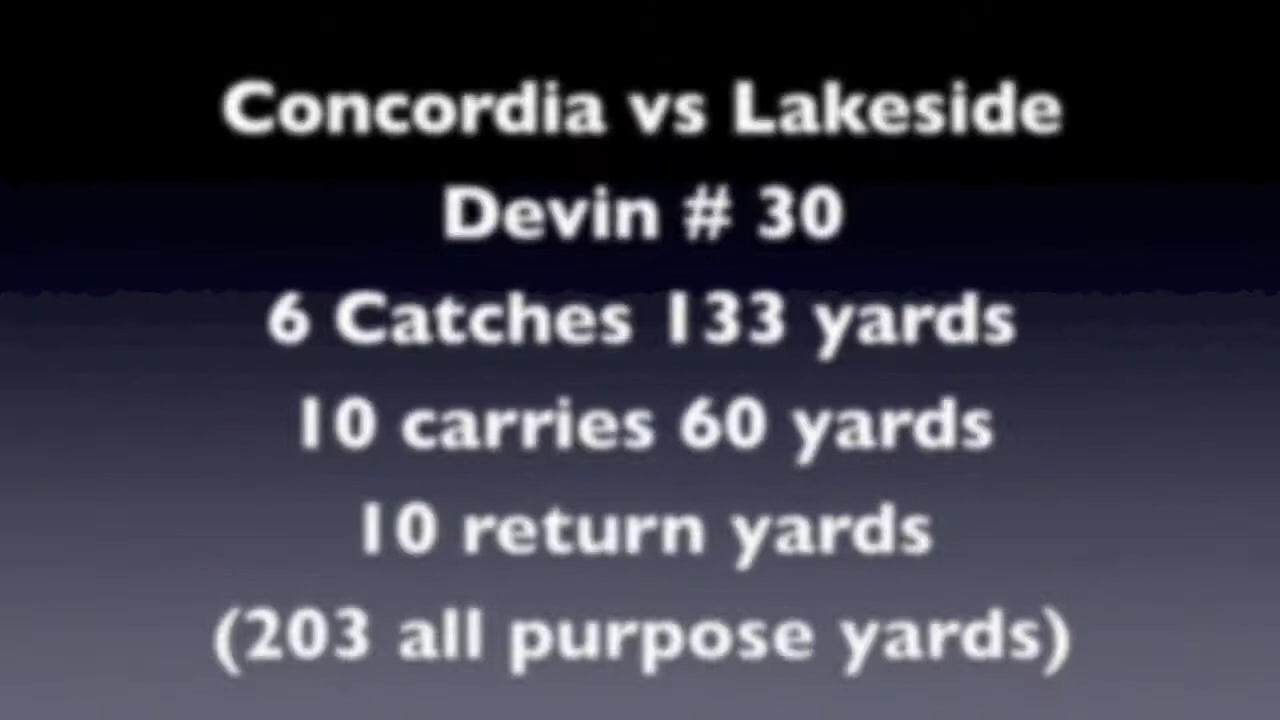 Concordia vs Lakeside
Devin # 30
6 Catches 133 yards
10 carries 60 yards
10 return yards
(203 all purpose yards)